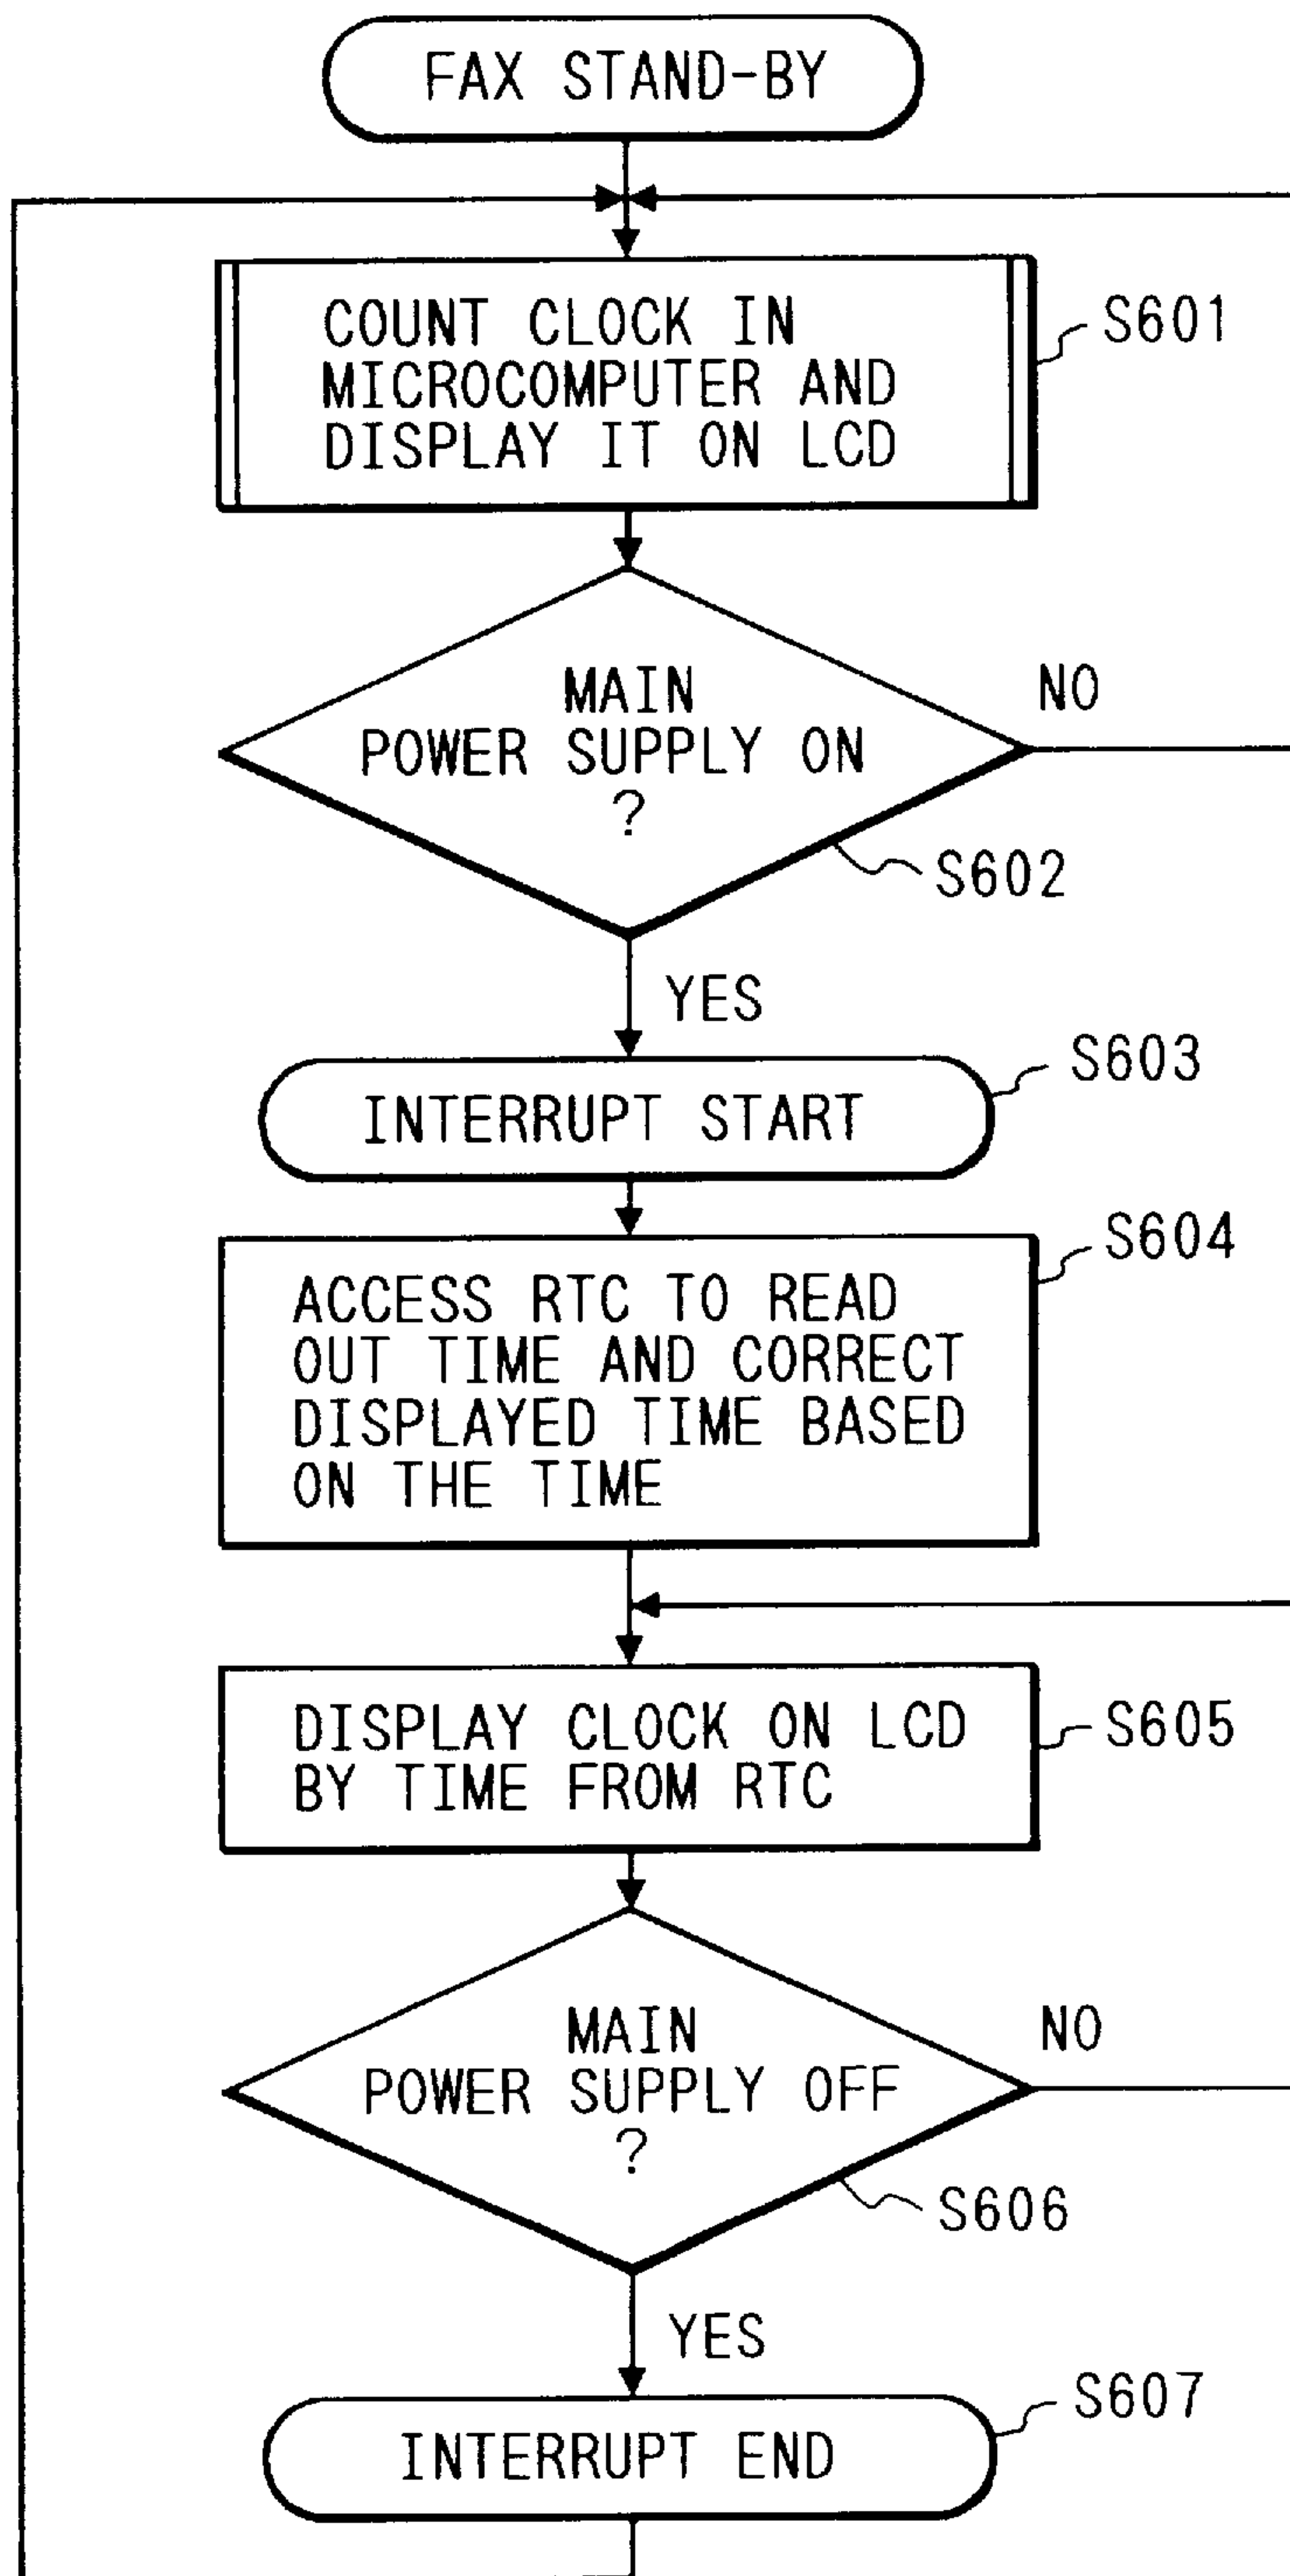 FAX STAND-BY
COUNT CLOCK IN
MICROCOMPUTER AND
DISPLAY IT ON LCD
S601
MAIN
POWER SUPPLY ON
?
NO
S602
YES
S603
INTERRUPT START
S604
ACCESS RTC TO READ
OUT TIME AND CORRECT
DISPLAYED TIME BASED
ON THE TIME
DISPLAY CLOCK ON LCD
BY TIME FROM RTC
S605
MAIN
POWER SUPPLY OFF
?
NO
S606
YES
S607
INTERRUPT END